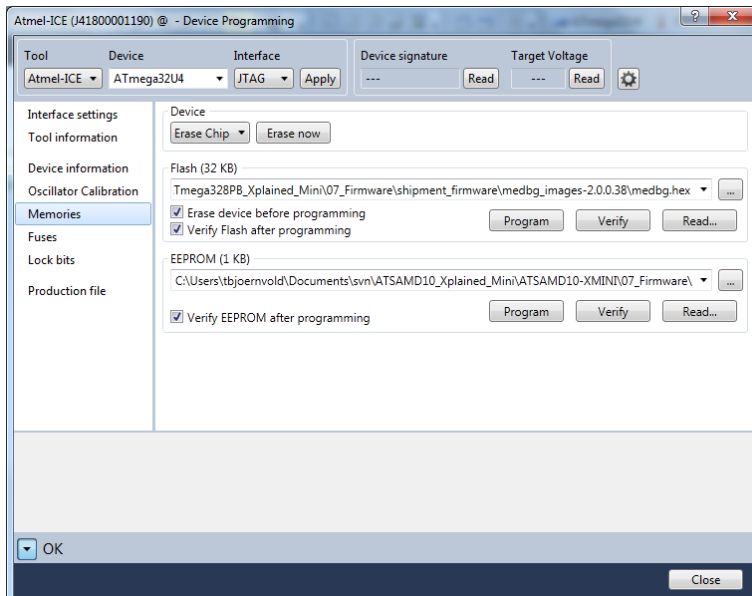 Atmel-ICE (J41800001190) @  - Device Programming
Tool Device Interface Device signature Target Voltage
Atmel-ICE ATmega32U4 JTAG Apply --- Read --- Read
Interface settings
Tool information
Device information
Oscillator Calibration
Memories
Fuses
Lock bits
Production file
Device
Erase Chip Erase now
Flash (32 KB)
Tmega328PB_Xplained_Mini\07_Firmware\shipment_firmware\medbg_images-2.0.0.38\medbg.hex ...
Erase device before programming
Verify Flash after programming
Program Verify Read...
EEPROM (1 KB)
C:\Users\tbjoernvold\Documents\svn\ATSAMD10_Xplained_Mini\ATSAMD10-XMINI\07_Firmware\ ...
Verify EEPROM after programming
Program Verify Read...
OK
Close